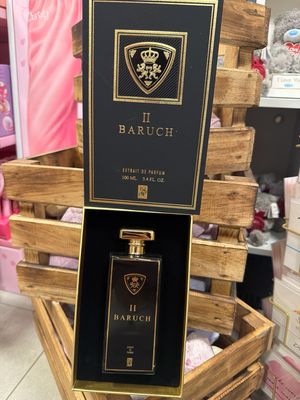 II
BARUCH
EXTRAIT DE PARFUM
100 ML   3.4 FL. OZ.
II
BARUCH